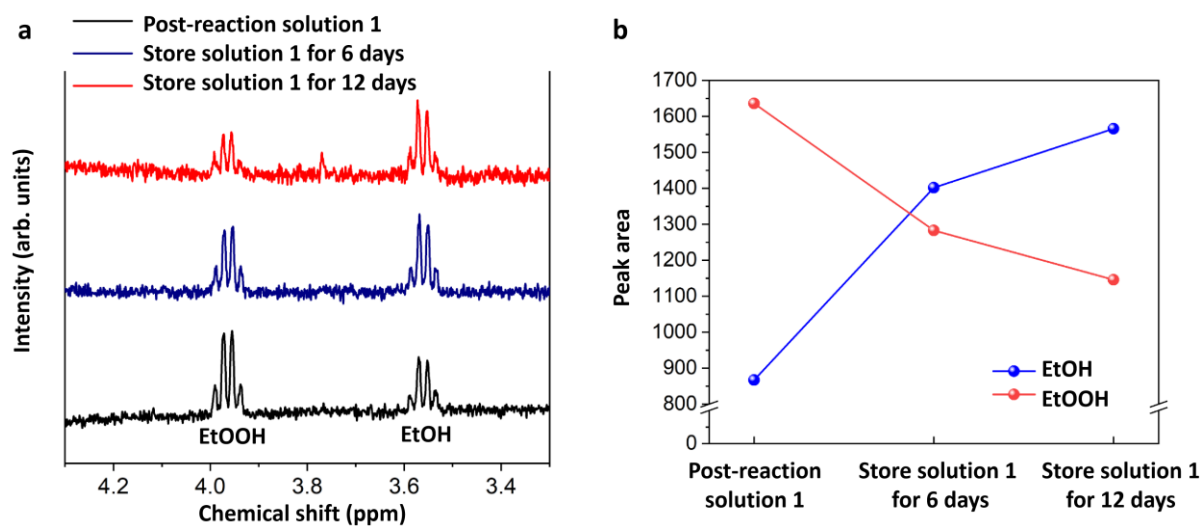 a
Post-reaction solution 1
Store solution 1 for 6 days
Store solution 1 for 12 days
Intensity (arb. units)
EtOOH
EtOH
4.2
4.0
3.8
3.6
3.4
Chemical shift (ppm)
b
1700
1600
1500
1400
1300
1200
1100
1000
900
800
0
Peak area
EtOH
EtOOH
Post-reaction
solution 1
Store solution 1
for 6 days
Store solution 1
for 12 days